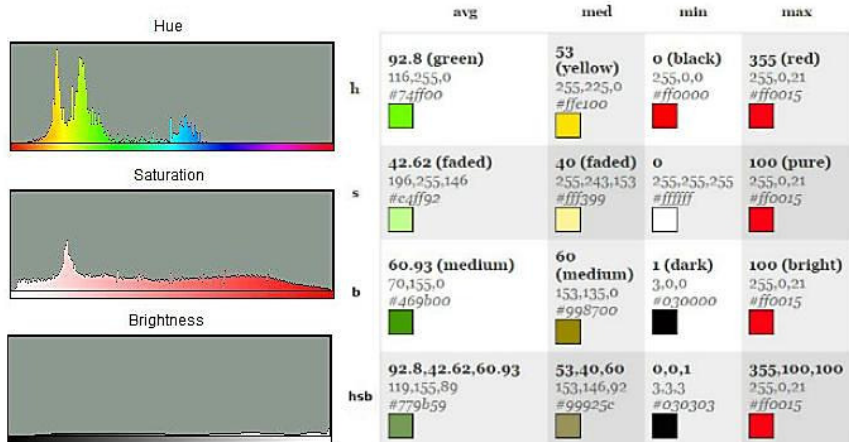 Hue
Saturation
Brightness
avg med min max
h
92.8 (green)
116,255,0
#74ff00
53
(yellow)
255,225,0
#ffe100
0 (black)
255,0,0
#ff0000
355 (red)
255,0,21
#ff0015
s
42.62 (faded)
196,255,146
#c4ff92
40 (faded)
255,243,153
#fff399
0
255,255,255
#ffffff
100 (pure)
255,0,21
#ff0015
b
60.93 (medium)
70,155,0
#469b00
60
(medium)
153,135,0
#998700
1 (dark)
3,0,0
#030000
100 (bright)
255,0,21
#ff0015
hsb
92.8,42.62,60.93
119,155,89
#779b59
53,40,60
153,146,92
#99925c
0,0,1
3,3,3
#030303
355,100,100
255,0,21
#ff0015